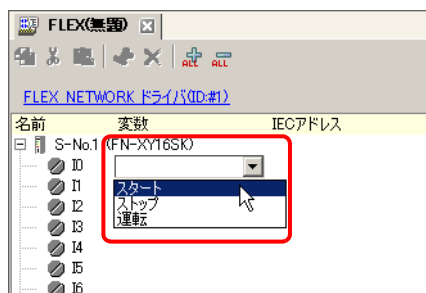 FLEX(無題)
ALL ALL
FLEX NETWORK ドライバ(ID:#1)
名前 変数 IECアドレス
S-No.1 (FN-XY16SK)
I0
I1 スタート
I2 ストップ
I3 運転
I4
I5
I6